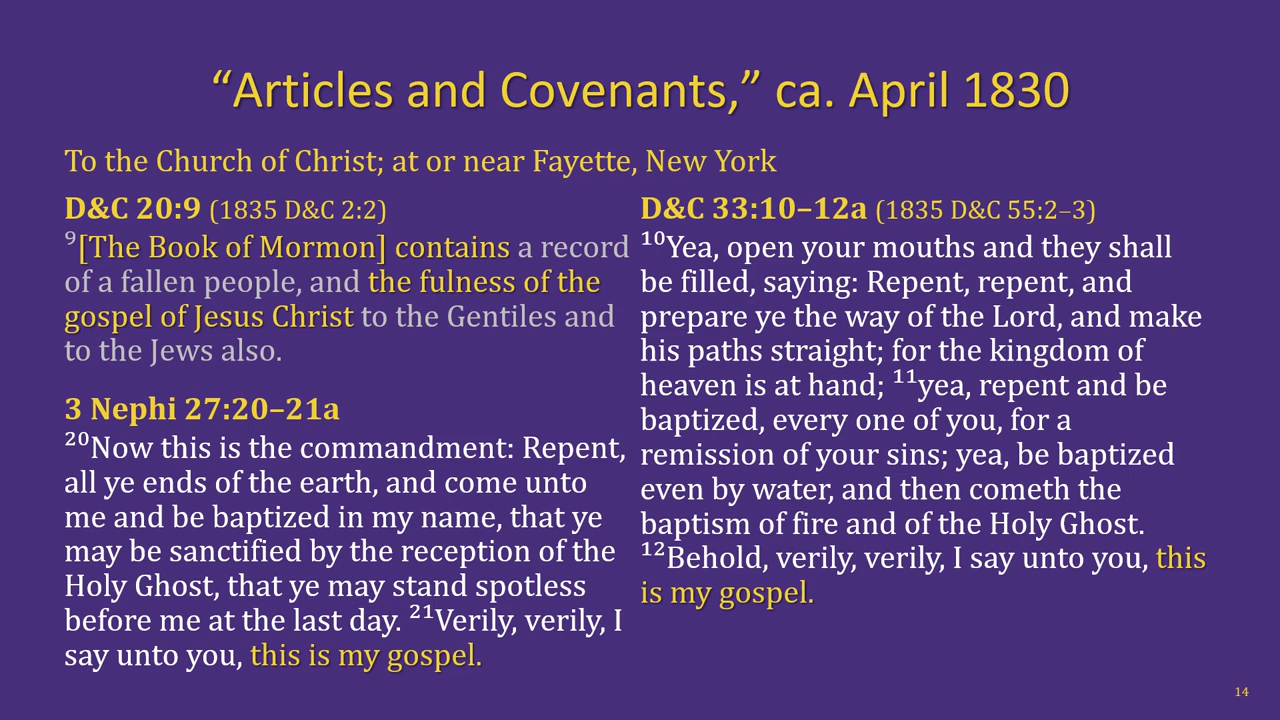 “Articles and Covenants,” ca. April 1830
To the Church of Christ; at or near Fayette, New York
D&C 20:9 (1835 D&C 2:2)
⁹[The Book of Mormon] contains a record
of a fallen people, and the fulness of the
gospel of Jesus Christ to the Gentiles and
to the Jews also.
3 Nephi 27:20–21a
²⁰Now this is the commandment: Repent,
all ye ends of the earth, and come unto
me and be baptized in my name, that ye
may be sanctified by the reception of the
Holy Ghost, that ye may stand spotless
before me at the last day. ²¹Verily, verily, I
say unto you, this is my gospel.
D&C 33:10–12a (1835 D&C 55:2–3)
¹⁰Yea, open your mouths and they shall
be filled, saying: Repent, repent, and
prepare ye the way of the Lord, and make
his paths straight; for the kingdom of
heaven is at hand; ¹¹yea, repent and be
baptized, every one of you, for a
remission of your sins; yea, be baptized
even by water, and then cometh the
baptism of fire and of the Holy Ghost.
¹²Behold, verily, verily, I say unto you, this
is my gospel.
14